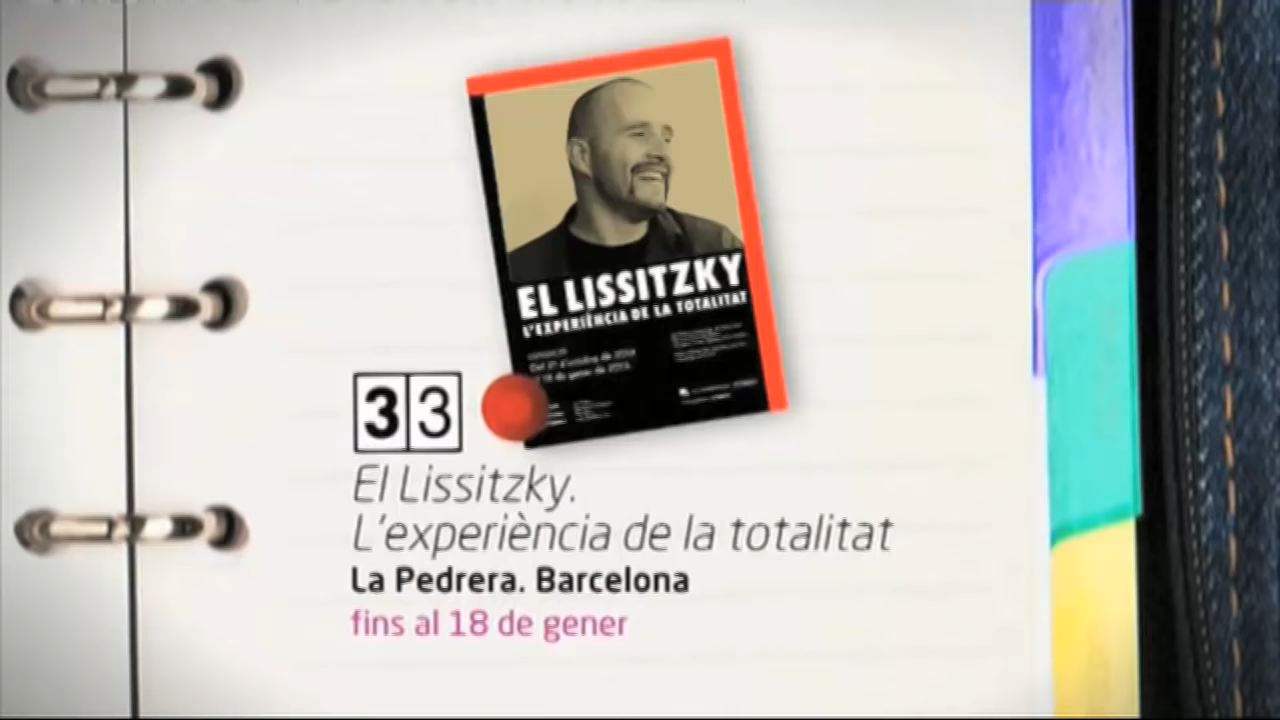 EL LISSITZKY
L'EXPERIÈNCIA DE LA TOTALITAT
33
El Lissitzky.
L'experiència de la totalitat
La Pedrera. Barcelona
fins al 18 de gener